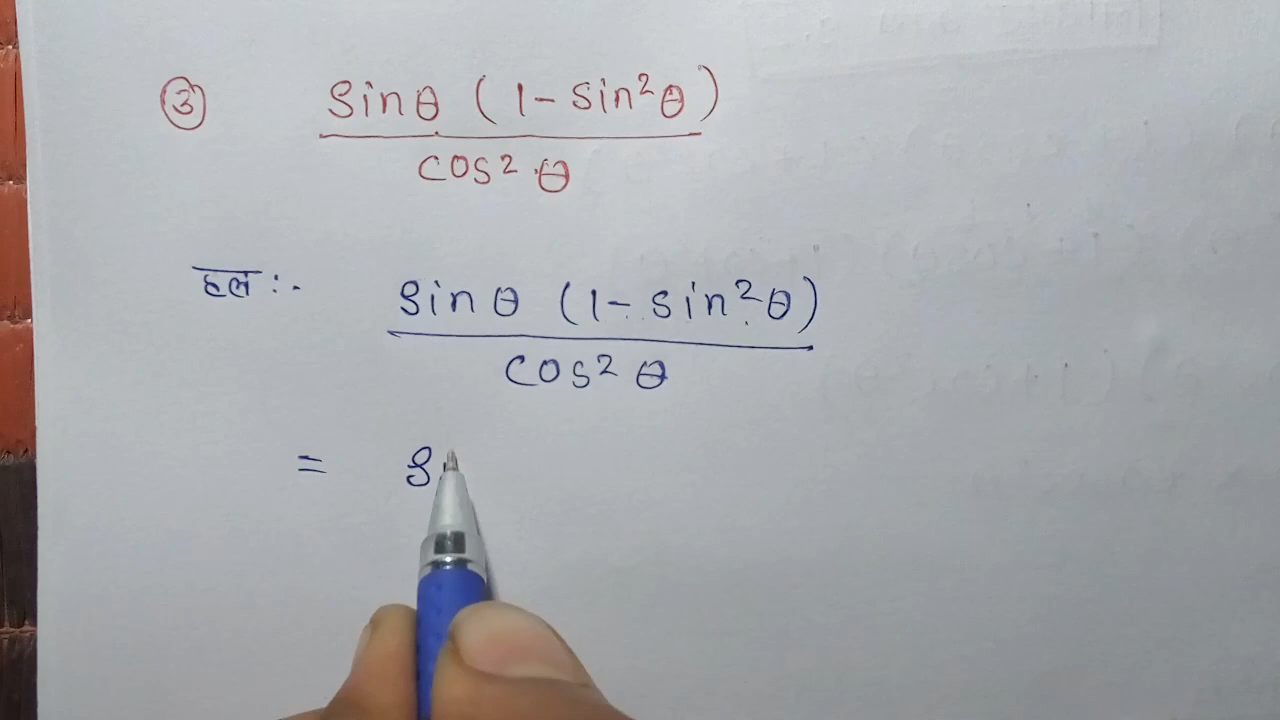 ③ Sinθ (1 - Sin²θ)
cos²θ
हल :-
Sinθ (1 - Sin²θ)
cos²θ
= S